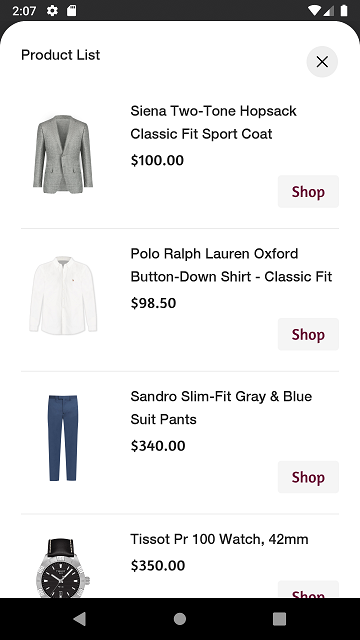 2:07
Product List
Siena Two-Tone Hopsack
Classic Fit Sport Coat
$100.00
Shop
Polo Ralph Lauren Oxford
Button-Down Shirt - Classic Fit
$98.50
Shop
Sandro Slim-Fit Gray & Blue
Suit Pants
$340.00
Shop
Tissot Pr 100 Watch, 42mm
$350.00
Shop